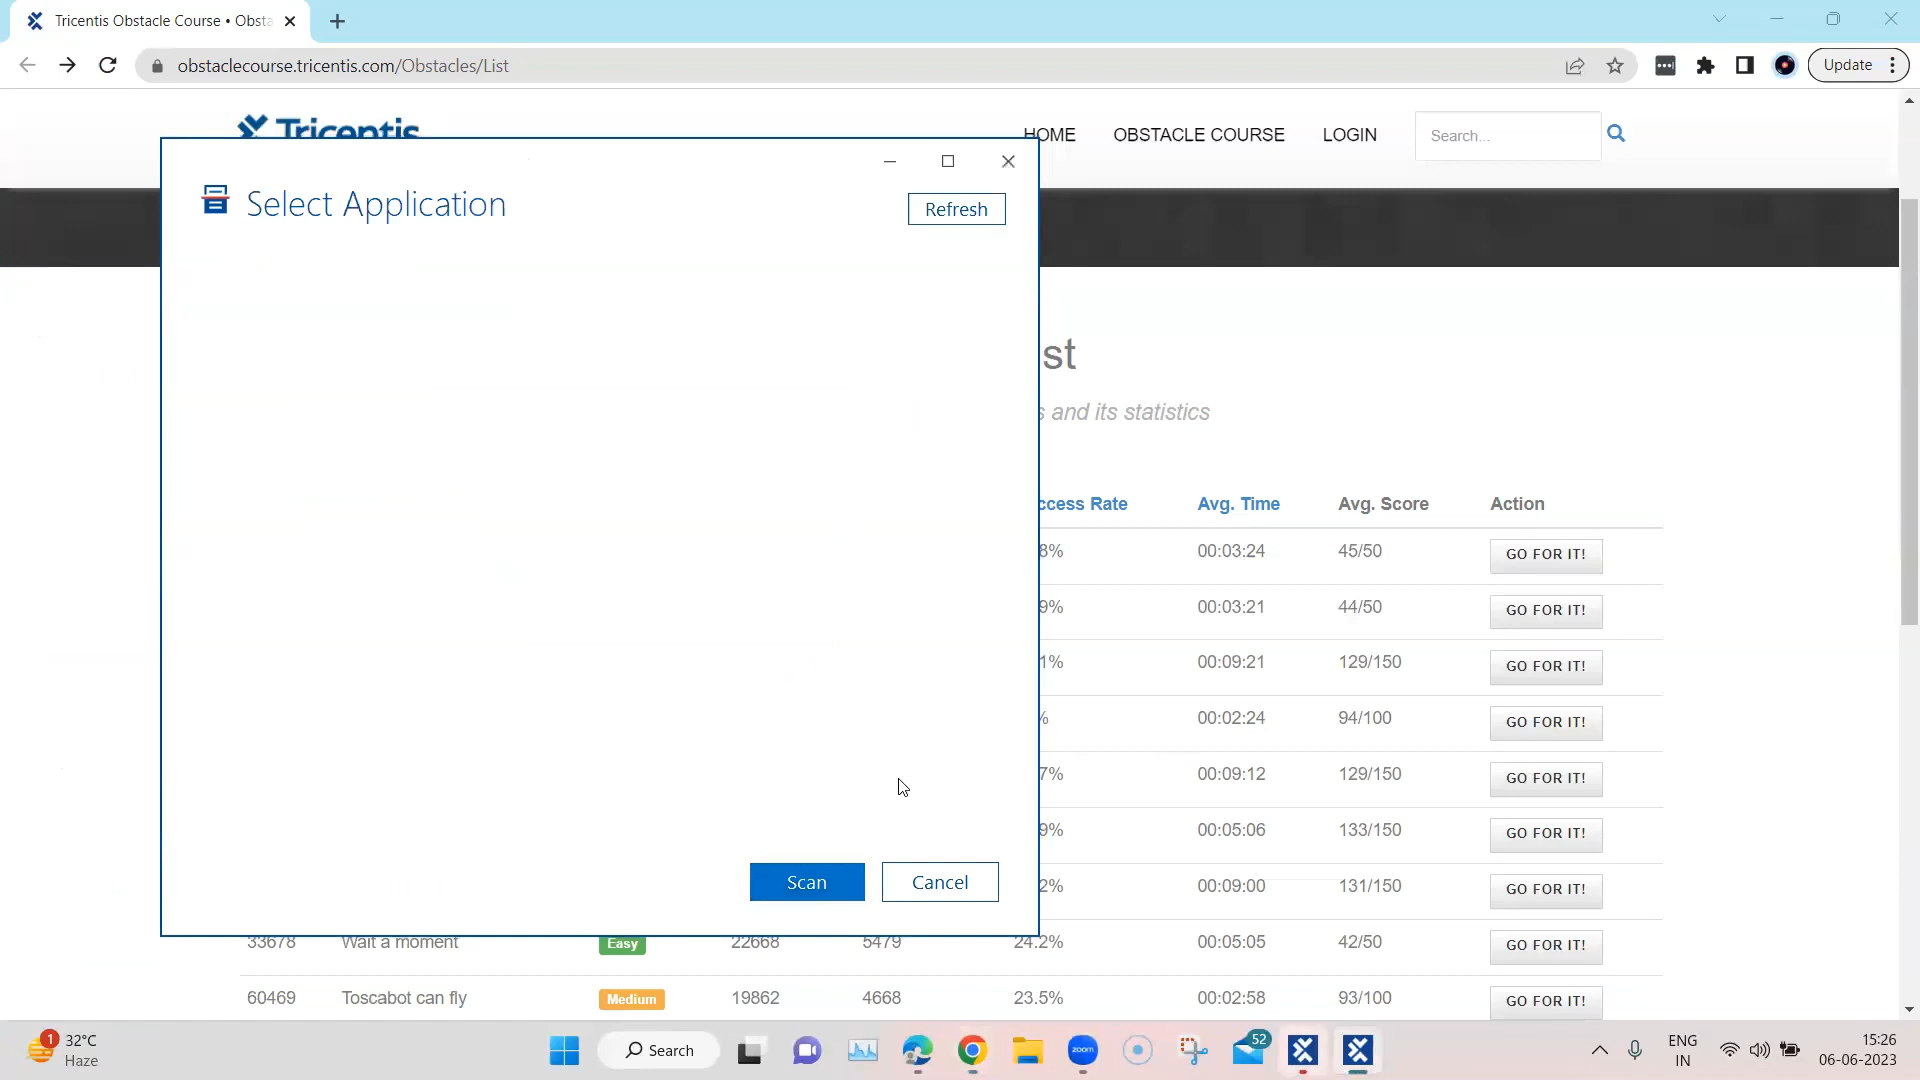 Tricentis Obstacle Course • Obsta
obstaclecourse.tricentis.com/Obstacles/List
Update
Tricentis
HOME
OBSTACLE COURSE
LOGIN
Search...
Select Application
Refresh
st
s and its statistics
ccess Rate Avg. Time Avg. Score Action
8% 00:03:24 45/50 GO FOR IT!
9% 00:03:21 44/50 GO FOR IT!
1% 00:09:21 129/150 GO FOR IT!
% 00:02:24 94/100 GO FOR IT!
7% 00:09:12 129/150 GO FOR IT!
9% 00:05:06 133/150 GO FOR IT!
2% 00:09:00 131/150 GO FOR IT!
Scan
Cancel
33678 Wait a moment Easy 22668 5479 24.2% 00:05:05 42/50 GO FOR IT!
60469 Toscabot can fly Medium 19862 4668 23.5% 00:02:58 93/100 GO FOR IT!
1
32°C
Haze
Search
zoom
52
ENG
IN
15:26
06-06-2023